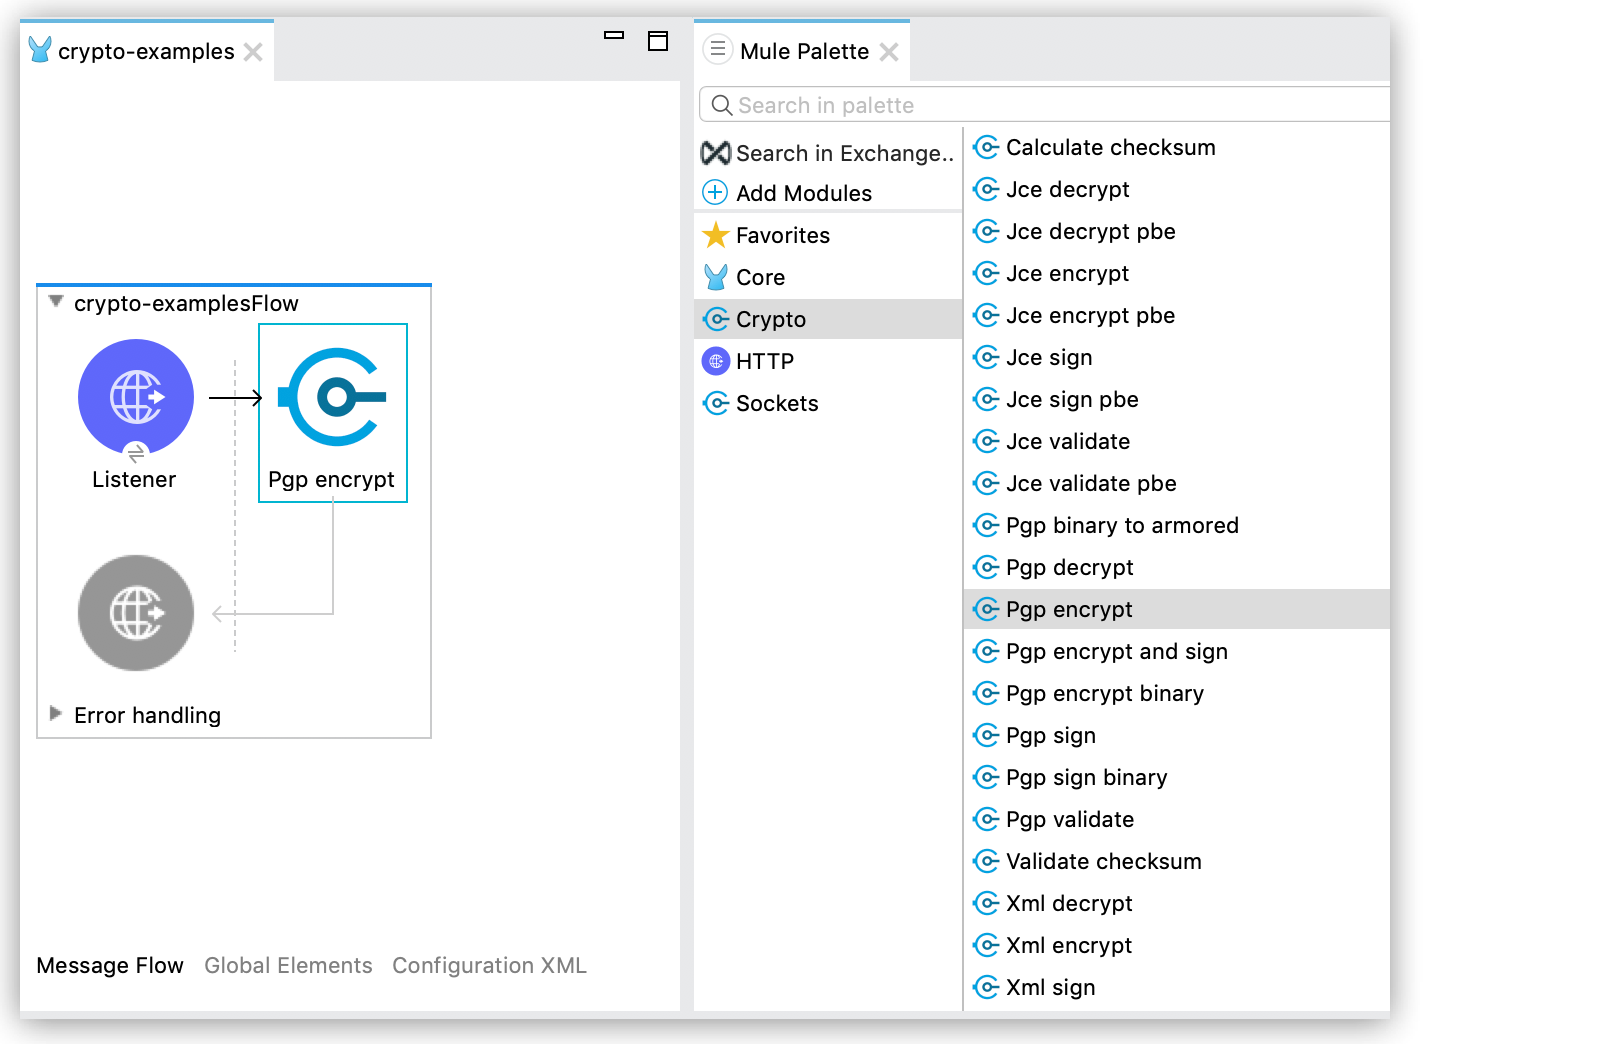 crypto-examples
crypto-examplesFlow
Listener
Pgp encrypt
Error handling
Message Flow Global Elements Configuration XML
Mule Palette
Search in palette
Search in Exchange..
Add Modules
Favorites
Core
Crypto
HTTP
Sockets
Calculate checksum
Jce decrypt
Jce decrypt pbe
Jce encrypt
Jce encrypt pbe
Jce sign
Jce sign pbe
Jce validate
Jce validate pbe
Pgp binary to armored
Pgp decrypt
Pgp encrypt
Pgp encrypt and sign
Pgp encrypt binary
Pgp sign
Pgp sign binary
Pgp validate
Validate checksum
Xml decrypt
Xml encrypt
Xml sign